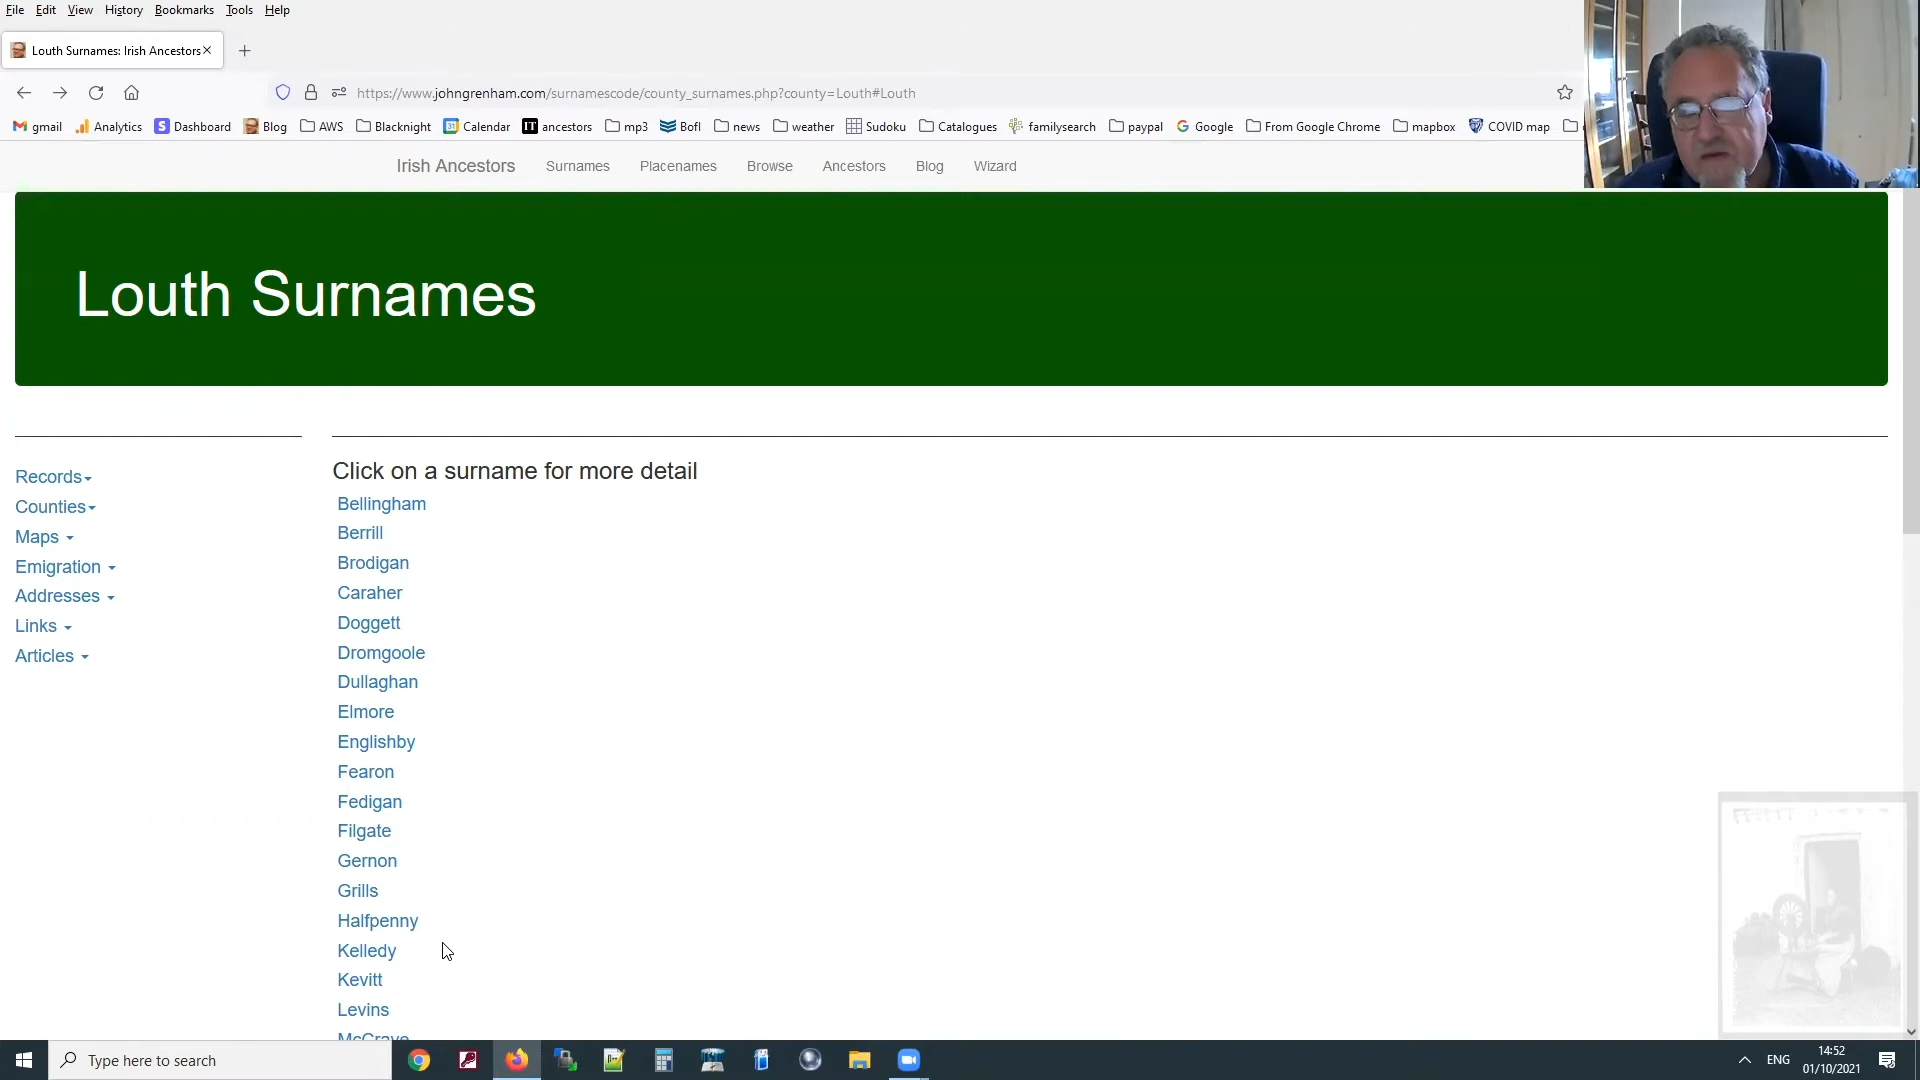 File Edit View History Bookmarks Tools Help
Louth Surnames: Irish Ancestors
https://www.johngrenham.com/surnamescode/county_surnames.php?county=Louth#Louth
gmail Analytics Dashboard Blog AWS Blacknight Calendar ancestors mp3 BofI news weather Sudoku Catalogues familysearch paypal Google From Google Chrome mapbox COVID map
Irish Ancestors Surnames Placenames Browse Ancestors Blog Wizard
Louth Surnames
Records
Counties
Maps
Emigration
Addresses
Links
Articles
Click on a surname for more detail
Bellingham
Berrill
Brodigan
Caraher
Doggett
Dromgoole
Dullaghan
Elmore
Englishby
Fearon
Fedigan
Filgate
Gernon
Grills
Halfpenny
Kelledy
Kevitt
Levins
Type here to search
ENG
14:52
01/10/2021